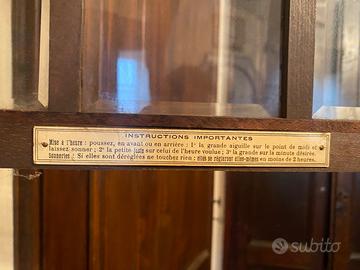 INSTRUCTIONS IMPORTANTES
Mise à l'heure : poussez, en avant ou en arrière : 1° la grande aiguille sur le point de midi et
laissez sonner ; 2° la petite juste sur celui de l'heure voulue ; 3° la grande sur la minute désirée.
Sonneries : Si elles sont déréglées ne touchez rien ; elles se règleront elles-mêmes en moins de 2 heures.
subito